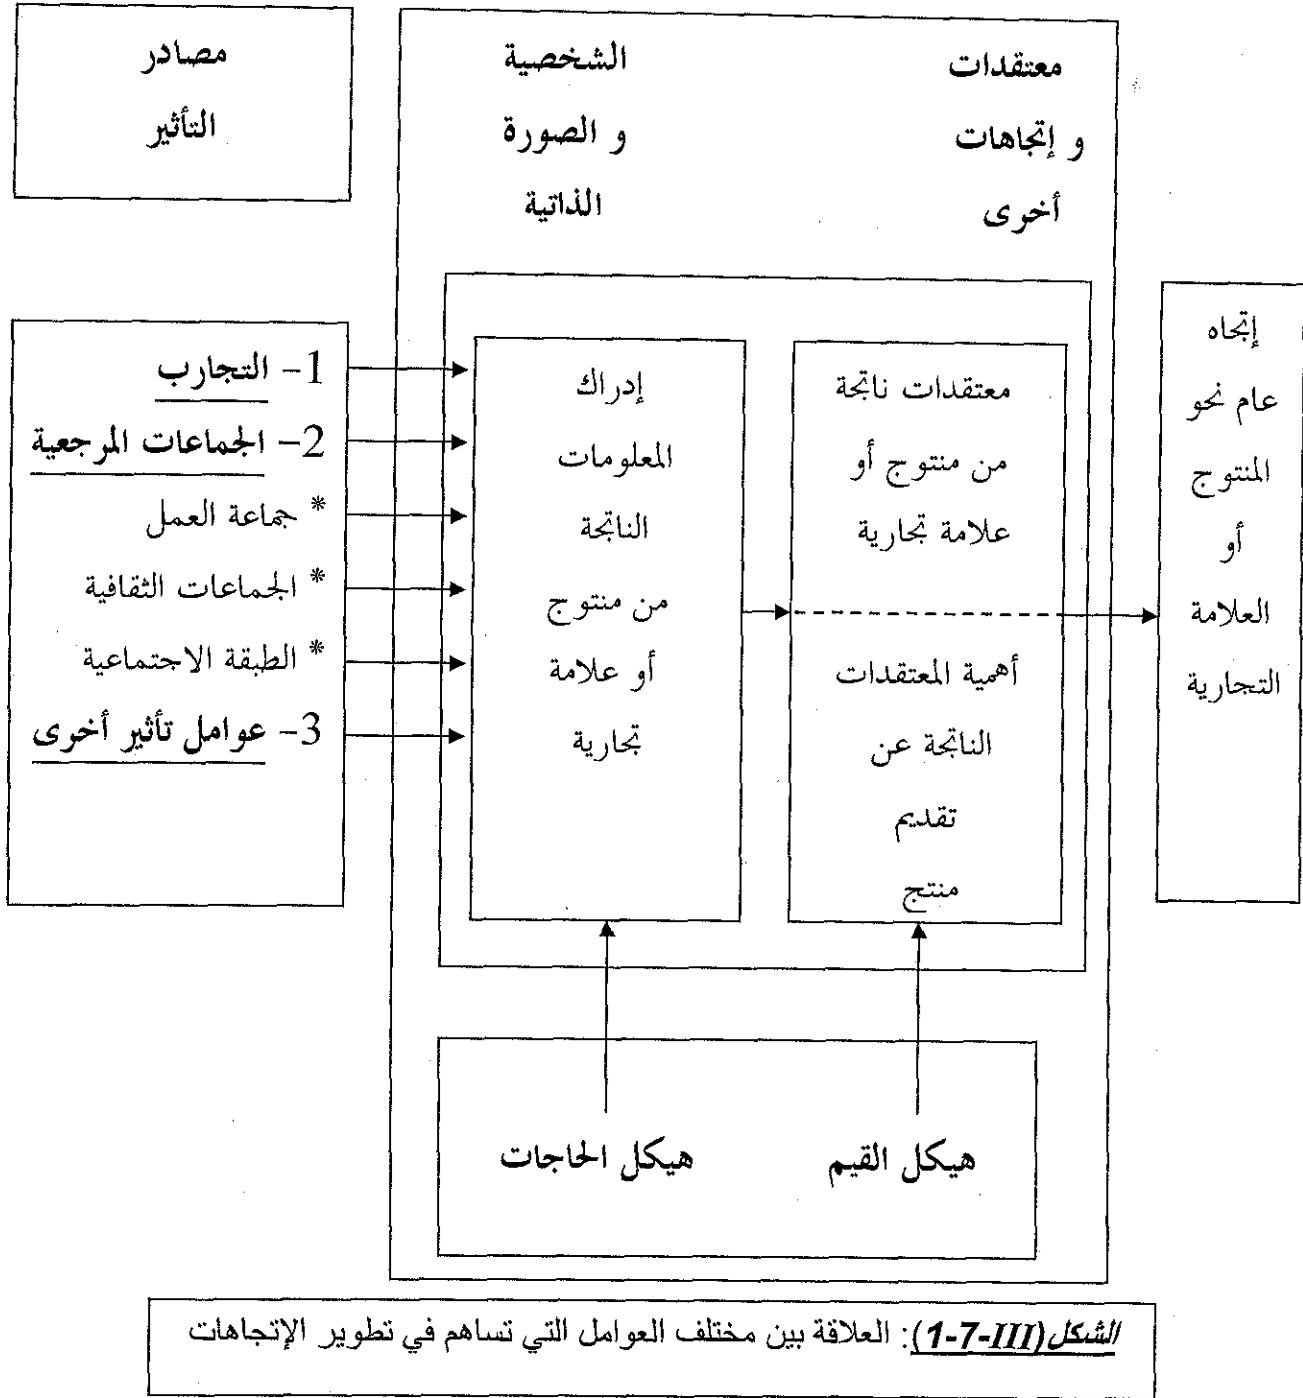 مصادر
التأثير
الشخصية
و الصورة
الذاتية
معتقدات
و إتجاهات
أخرى
1- التجارب
2- الجماعات المرجعية
* جماعة العمل
* الجماعات الثقافية
* الطبقة الاجتماعية
3- عوامل تأثير أخرى
إدراك
المعلومات
الناتجة
من منتوج
أو علامة
تجارية
معتقدات ناتجة
من منتوج أو
علامة تجارية
أهمية المعتقدات
الناتجة عن
تقديم
منتج
إتجاه
عام نحو
المنتوج
أو
العلامة
التجارية
هيكل الحاجات
هيكل القيم
الشكل(1-7-III): العلاقة بين مختلف العوامل التي تساهم في تطوير الإتجاهات